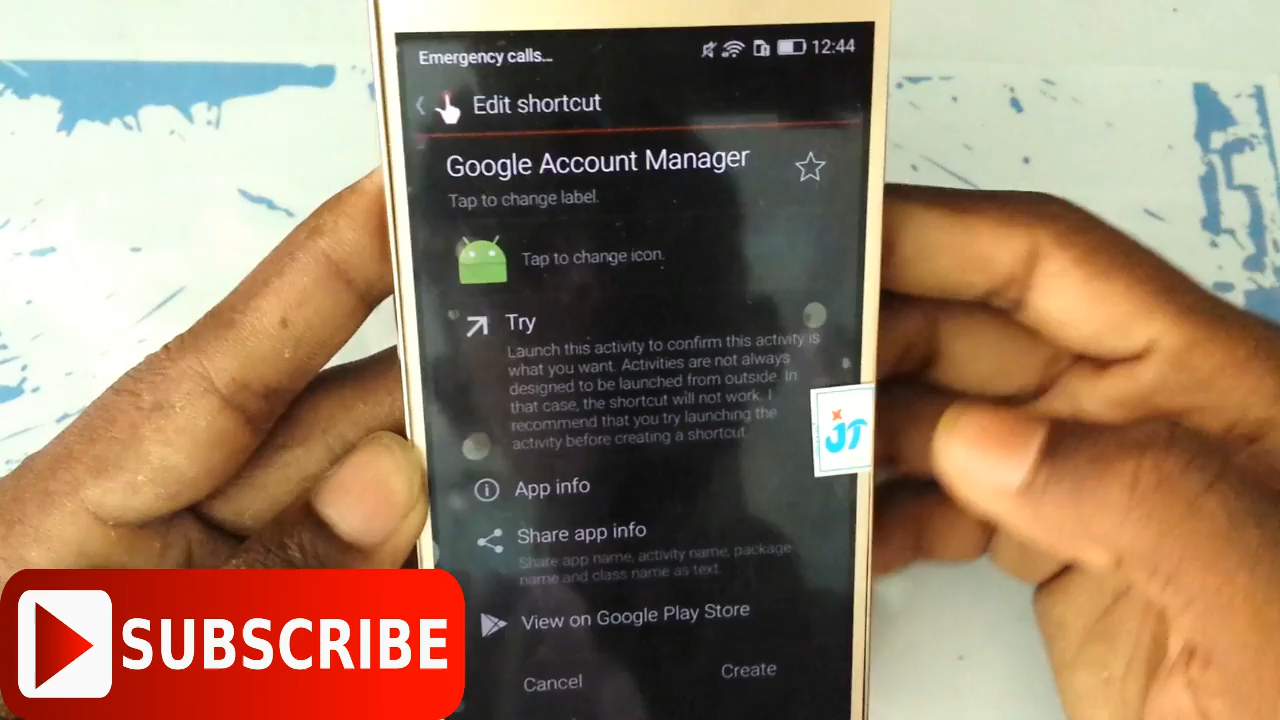 Emergency calls...
12:44
Edit shortcut
Google Account Manager
Tap to change label.
Tap to change icon.
Try
Launch this activity to confirm this activity is
what you want. Activities are not always
designed to be launched from outside. In
that case, the shortcut will not work. I
recommend that you try launching the
activity before creating a shortcut.
JT
App info
Share app info
Share app name, activity name, package
name and class name as text.
View on Google Play Store
Cancel
Create
SUBSCRIBE